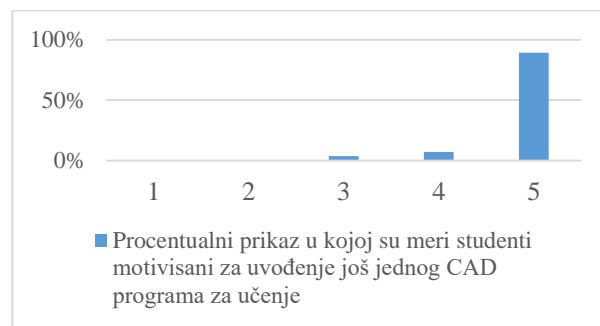 100%
50%
0%
1 2 3 4 5
Procentualni prikaz u kojoj su meri studenti
motivisani za uvođenje još jednog CAD
programa za učenje